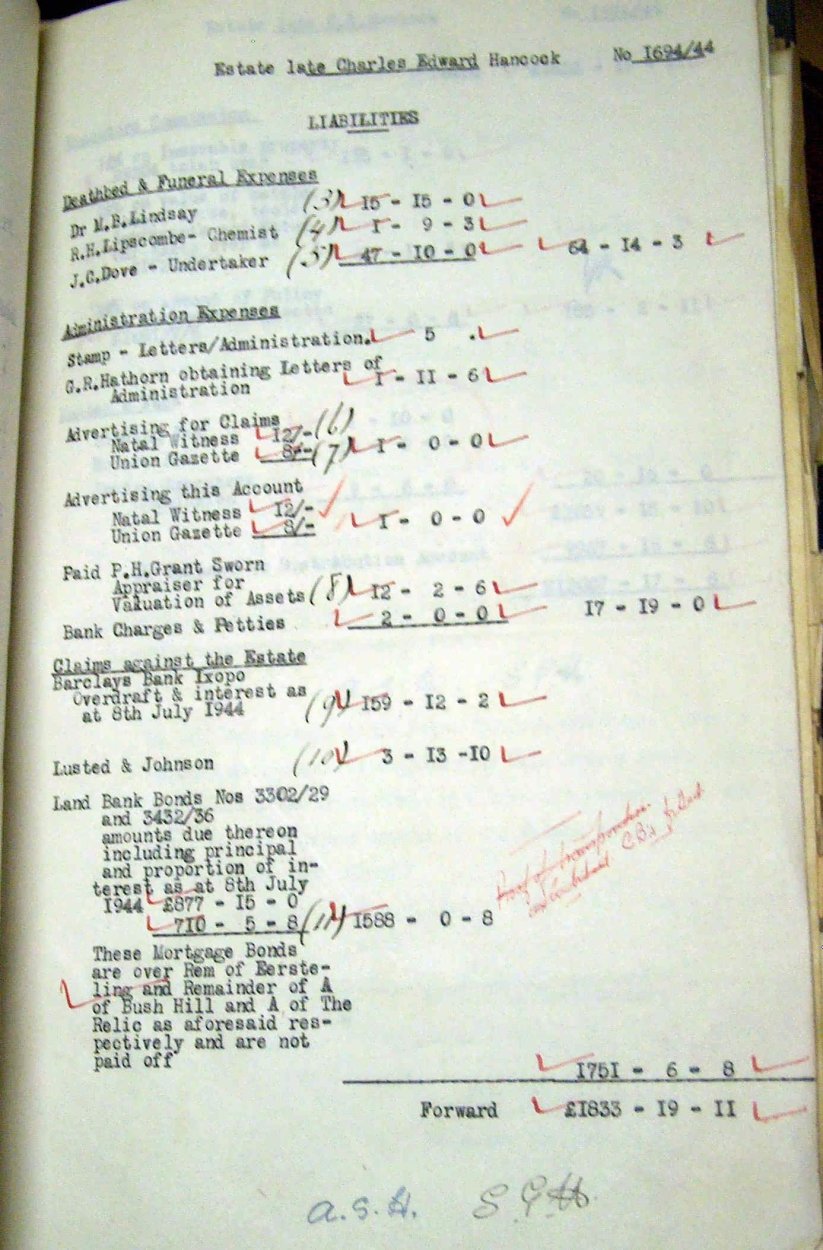 Estate late Charles Edward Hancock No I694/44
LIABILITIES
Deathbed & Funeral Expenses
Dr M.B.Lindsay (3) I5 - I5 - 0
R.H.Lipscombe- Chemist (4) I - 9 - 3
J.C.Dove - Undertaker (5) 47 - I0 - 0 64 - I4 - 3
Administration Expenses
Stamp - Letters/Administration. 5 .
G.R.Hathorn obtaining Letters of
Administration I - II - 6
Advertising for Claims
Natal Witness I2/- (6)
Union Gazette 8/- (7) I - 0 - 0
Advertising this Account
Natal Witness I2/-
Union Gazette 8/- I - 0 - 0
Paid P.H.Grant Sworn
Appraiser for
Valuation of Assets (8) I2 - 2 - 6
Bank Charges & Petties 2 - 0 - 0 I7 - I9 - 0
Claims against the Estate
Barclays Bank Ixopo
Overdraft & interest as
at 8th July I944 (9) I59 - I2 - 2
Lusted & Johnson (10) 3 - I3 -I0
Land Bank Bonds Nos 3302/29
and 3432/36
amounts due thereon
including principal
and proportion of in-
terest as at 8th July
I944 £877 - I5 - 0
7I0 - 5 - 8 (11) I588 - 0 - 8
Proof of
These Mortgage Bonds
are over Rem of Eerste-
ling and Remainder of A
of Bush Hill and A of The
Relic as aforesaid res-
pectively and are not
paid off
I75I - 6 - 8
Forward £I833 - I9 - II
a.S.H. S G H